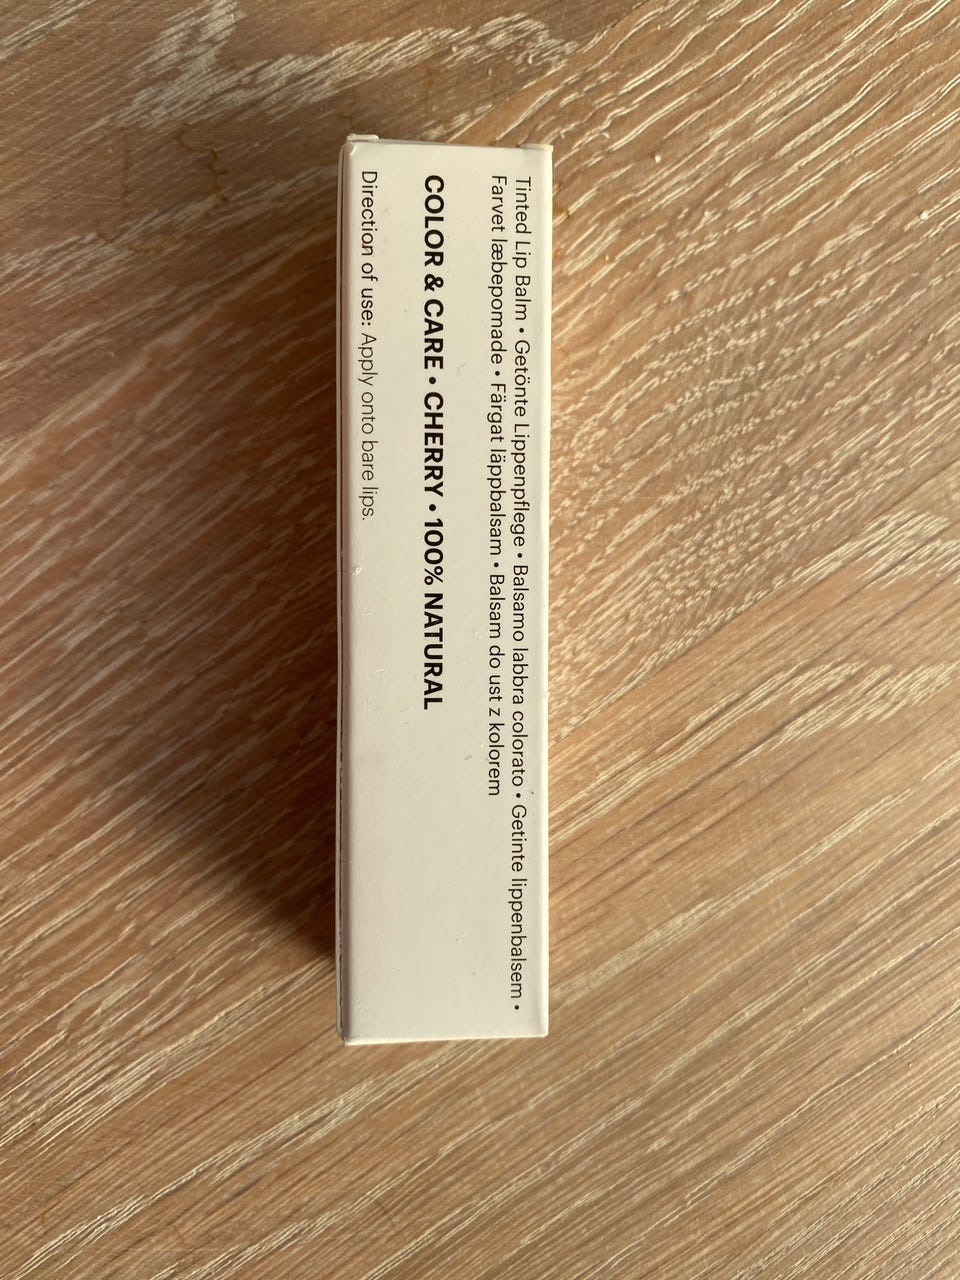 Tinted Lip Balm • Getönte Lippenpflege • Balsamo labbra colorato • Getinte lippenbalsem •
Farvet læbepomade • Färgat läppbalsam • Balsam do ust z kolorem
COLOR & CARE • CHERRY • 100% NATURAL
Direction of use: Apply onto bare lips.